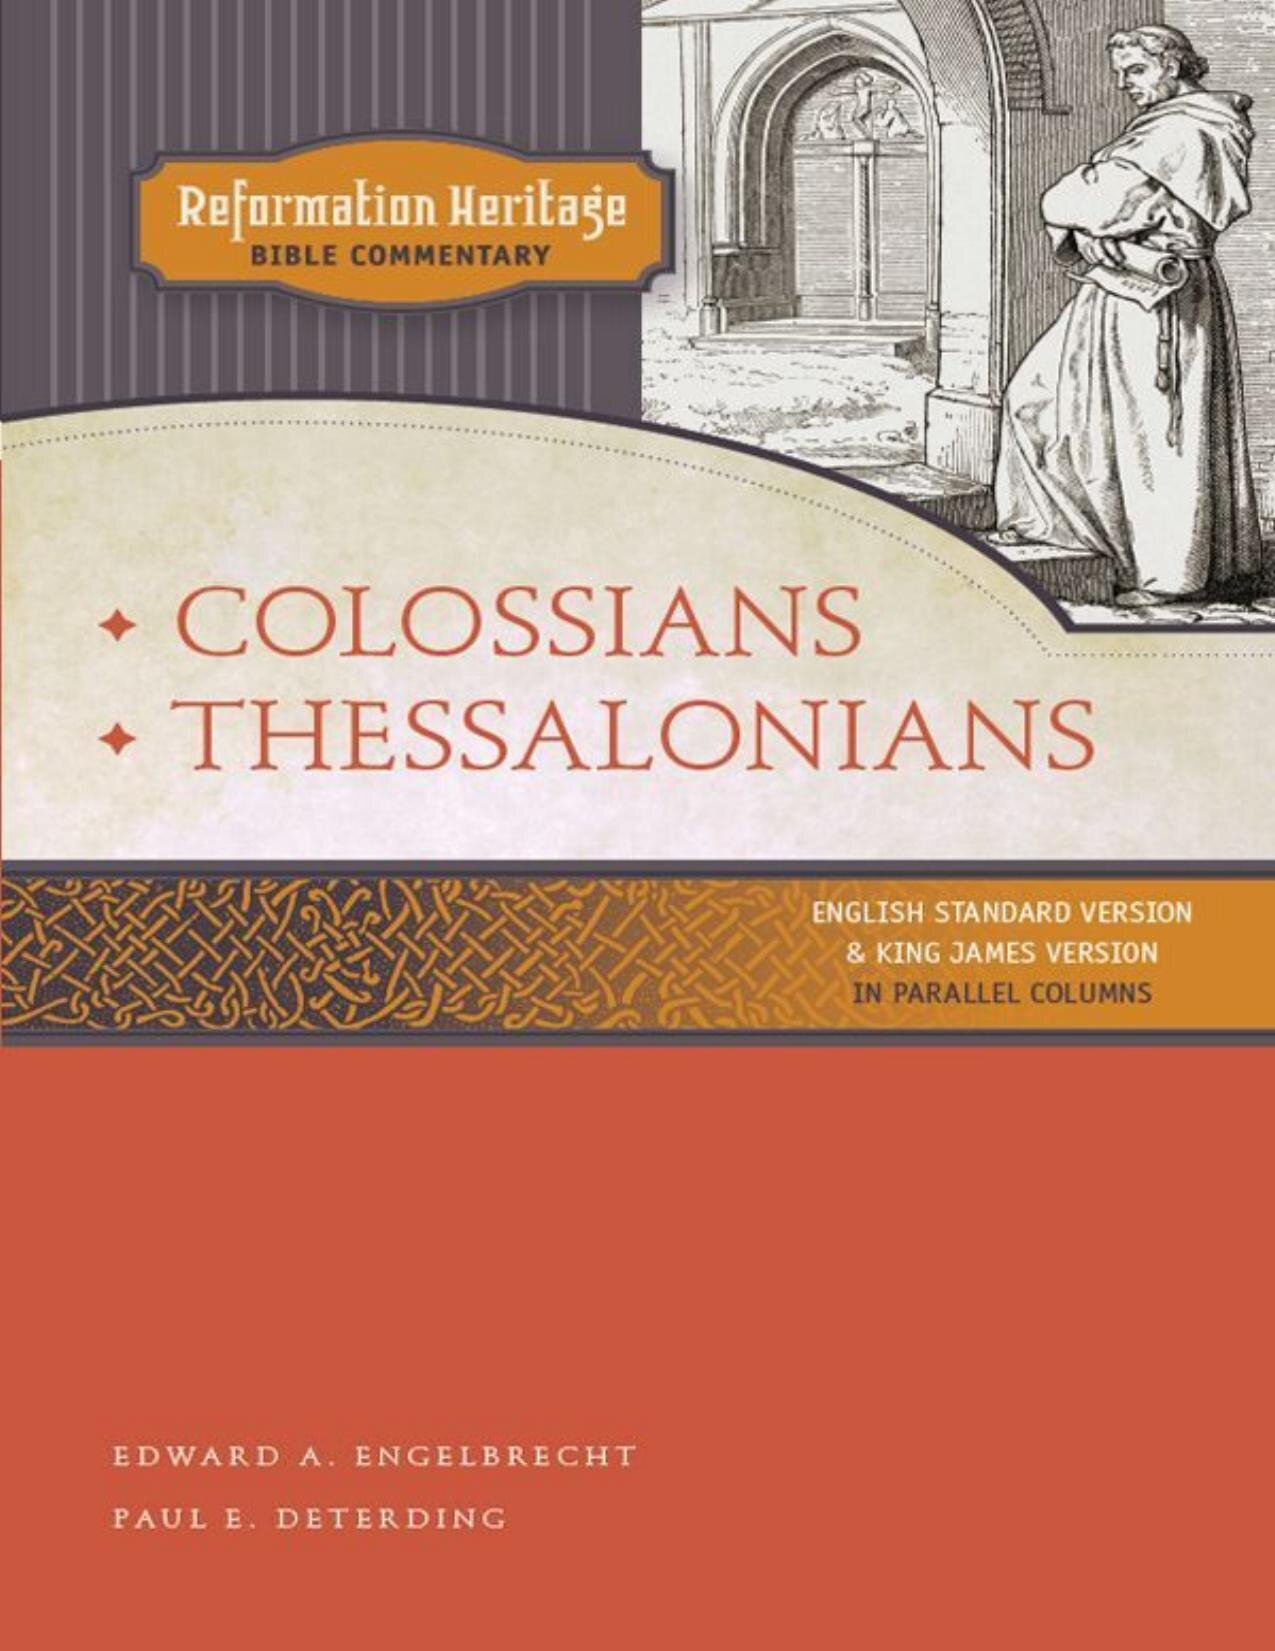 Reformation Heritage
BIBLE COMMENTARY
COLOSSIANS
THESSALONIANS
ENGLISH STANDARD VERSION
& KING JAMES VERSION
IN PARALLEL COLUMNS
EDWARD A. ENGELBRECHT
PAUL E. DETERDING